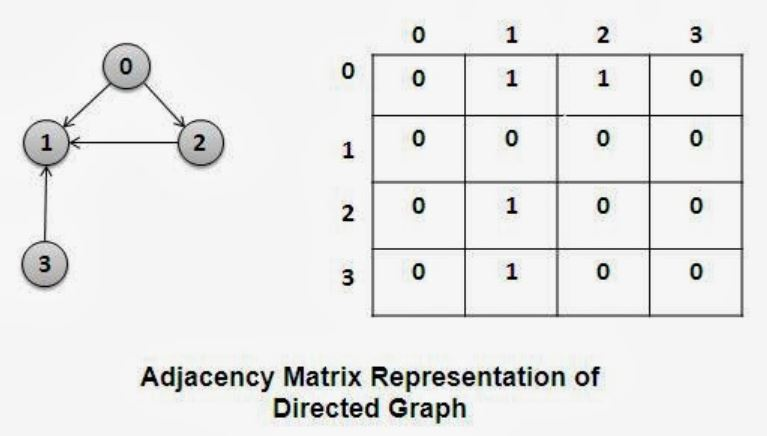 0
1 2
3
0 1 2 3
0 0 1 1 0
1 0 0 0 0
2 0 1 0 0
3 0 1 0 0
Adjacency Matrix Representation of
Directed Graph